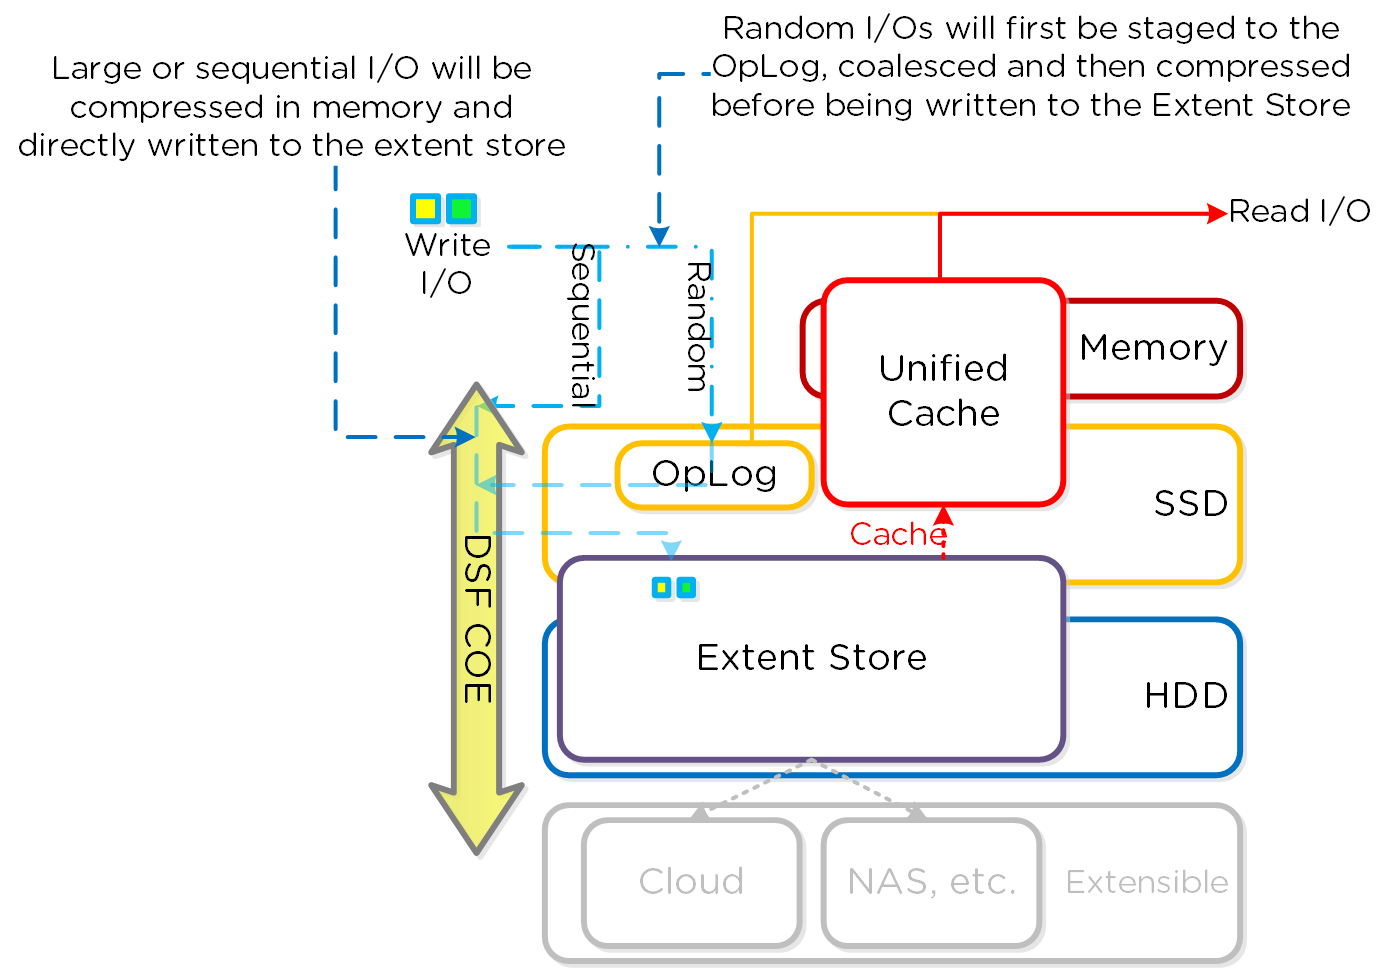 Random I/Os will first be staged to the
OpLog, coalesced and then compressed
before being written to the Extent Store
Large or sequential I/O will be
compressed in memory and
directly written to the extent store
Write
I/O
Sequential
Random
Read I/O
Unified
Cache
Memory
OpLog
SSD
Cache
DSF COE
Extent Store
HDD
Cloud
NAS, etc.
Extensible